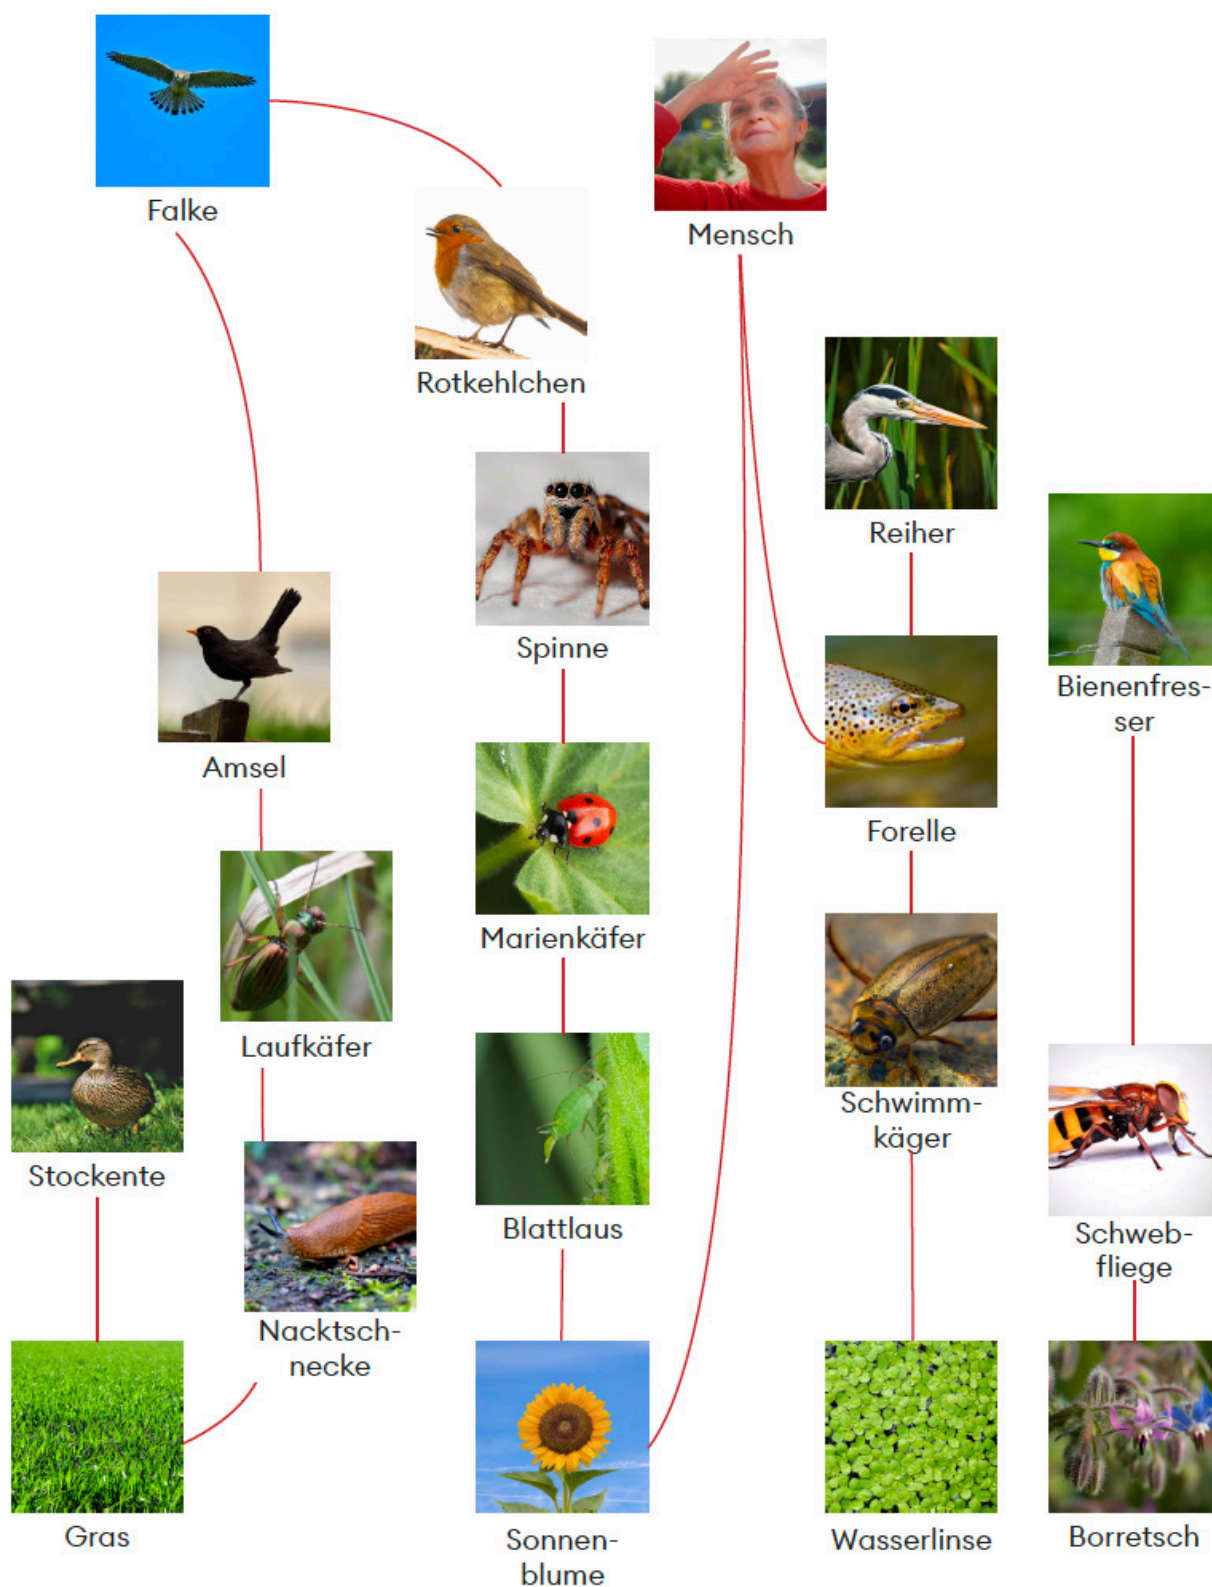 Falke
Mensch
Rotkehlchen
Reiher
Spinne
Bienenfres-
ser
Amsel
Forelle
Marienkäfer
Laufkäfer
Schwimm-
käger
Stockente
Blattlaus
Schweb-
fliege
Nacktsch-
necke
Gras
Sonnen-
blume
Wasserlinse
Borretsch